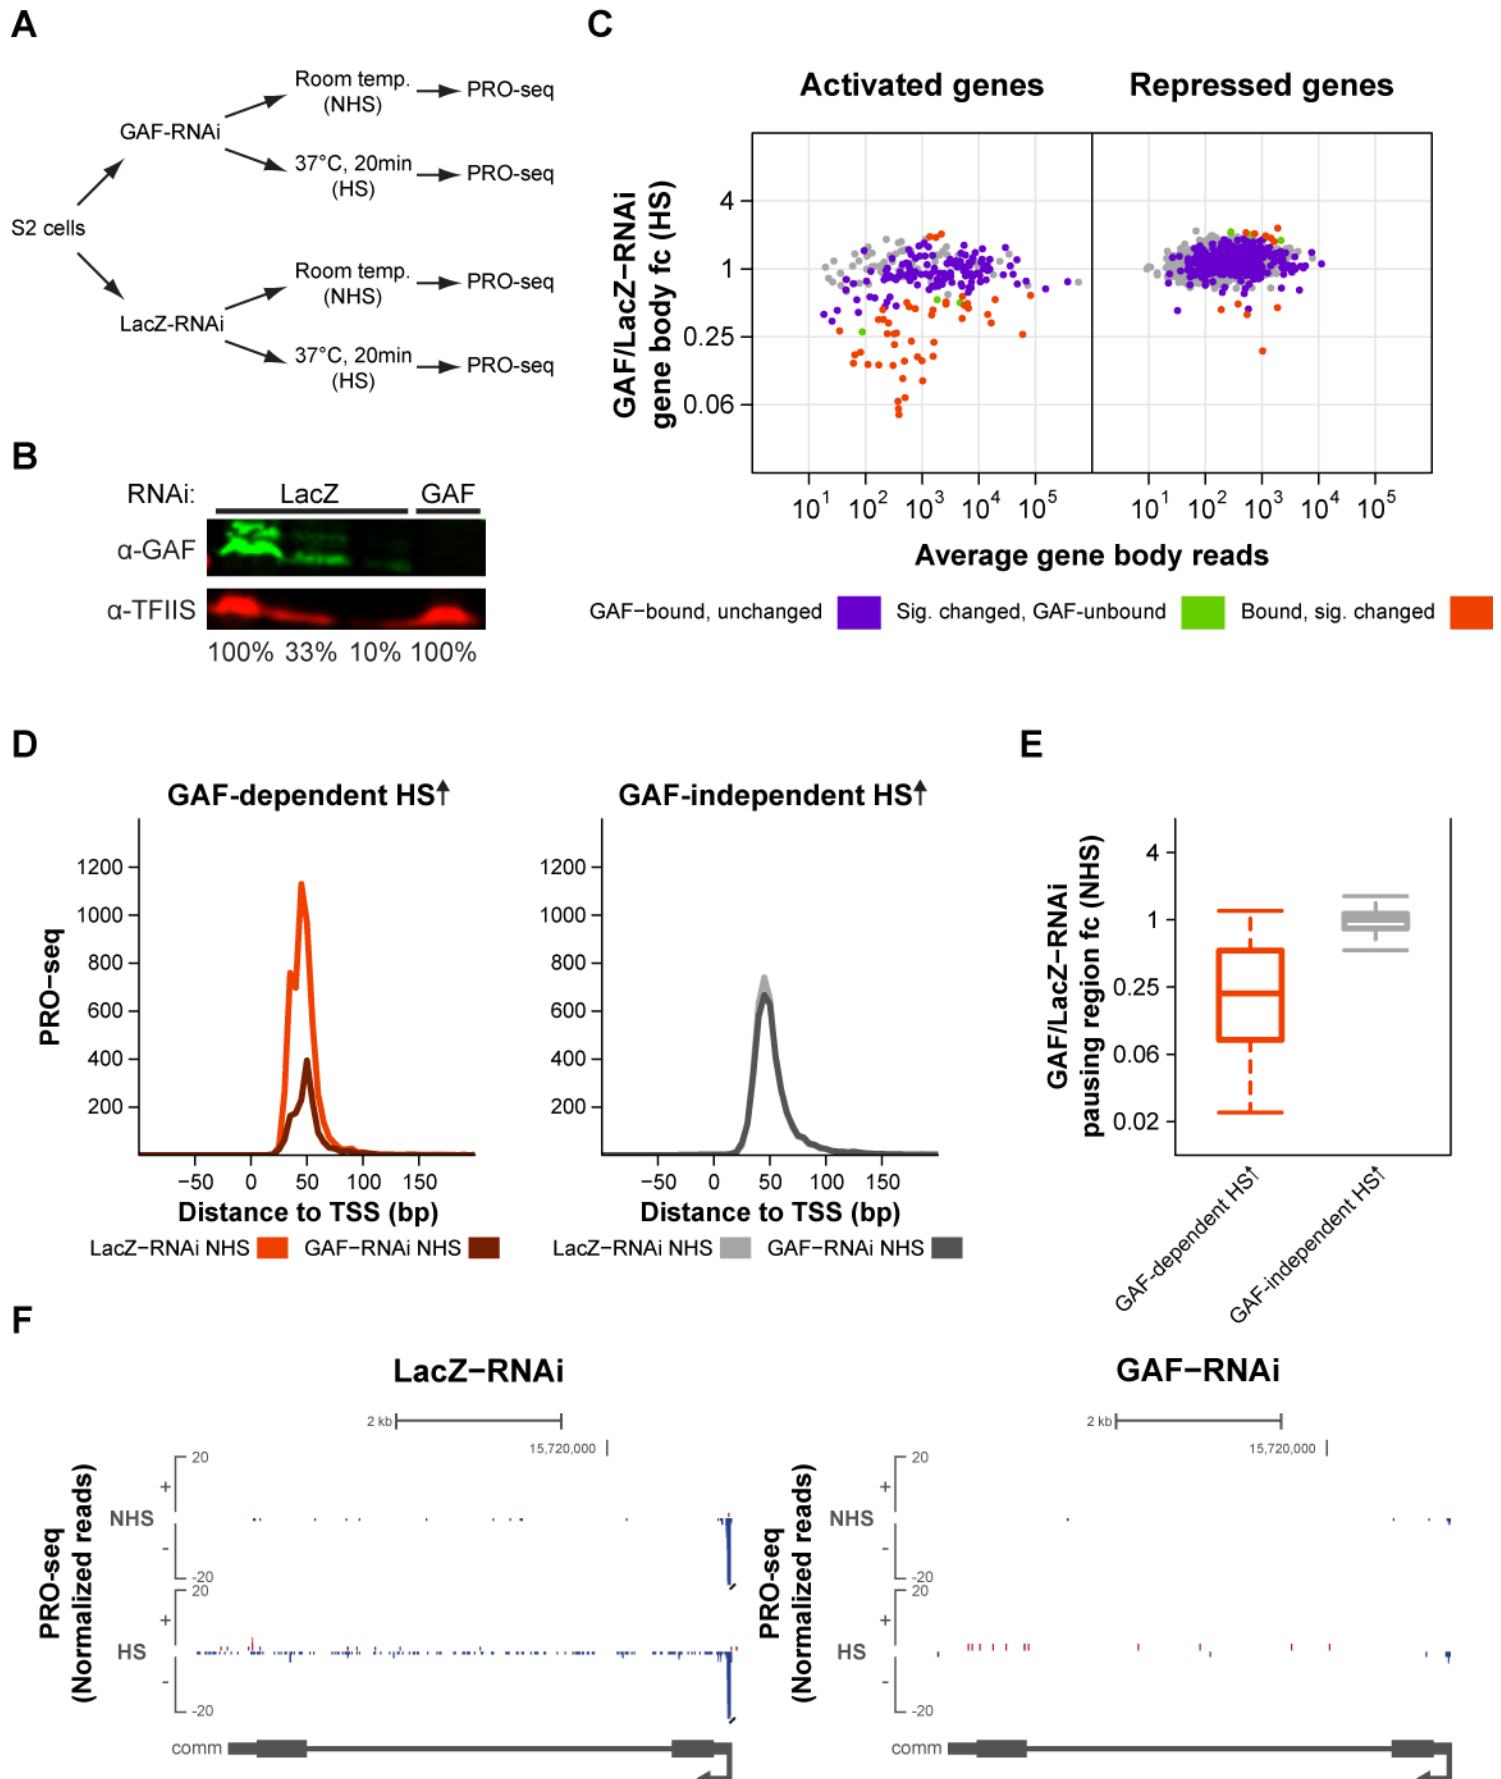 A
S2 cells
GAF-RNAi
LacZ-RNAi
Room temp.
(NHS)
PRO-seq
37°C, 20min
(HS)
PRO-seq
Room temp.
(NHS)
PRO-seq
37°C, 20min
(HS)
PRO-seq
B
RNAi:
LacZ
GAF
α-GAF
α-TFIIS
100% 33% 10% 100%
C
Activated genes
Repressed genes
GAF/LacZ−RNAi
gene body fc (HS)
4
1
0.25
0.06
10¹ 10² 10³ 10⁴ 10⁵
10¹ 10² 10³ 10⁴ 10⁵
Average gene body reads
GAF−bound, unchanged
Sig. changed, GAF-unbound
Bound, sig. changed
D
GAF-dependent HS↑
PRO−seq
1200
1000
800
600
400
200
−50 0 50 100 150
Distance to TSS (bp)
LacZ−RNAi NHS
GAF−RNAi NHS
GAF-independent HS↑
1200
1000
800
600
400
200
−50 0 50 100 150
Distance to TSS (bp)
LacZ−RNAi NHS
GAF−RNAi NHS
E
GAF/LacZ−RNAi
pausing region fc (NHS)
4
1
0.25
0.06
0.02
GAF-dependent HS↑
GAF-independent HS↑
F
LacZ−RNAi
2 kb
15,720,000
PRO-seq
(Normalized reads)
20
+
NHS
-
-20
20
+
HS
-
-20
comm
GAF−RNAi
2 kb
15,720,000
PRO-seq
(Normalized reads)
20
+
NHS
-
-20
20
+
HS
-
-20
comm